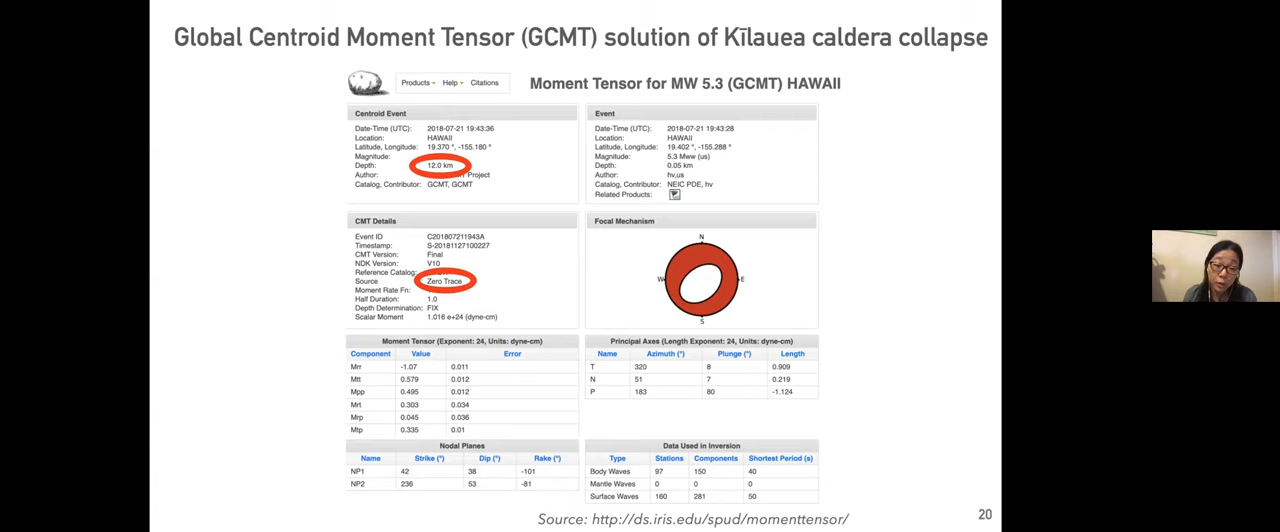 Global Centroid Moment Tensor (GCMT) solution of Kīlauea caldera collapse
Products Help Citations
Moment Tensor for MW 5.3 (GCMT) HAWAII
Centroid Event
Date-Time (UTC): 2018-07-21 19:43:36
Location: HAWAII
Latitude, Longitude: 19.370 °, -155.180 °
Magnitude:
Depth: 12.0 km
Author: Project
Catalog, Contributor: GCMT, GCMT
Event
Date-Time (UTC): 2018-07-21 19:43:28
Location: HAWAII
Latitude, Longitude: 19.402 °, -155.288 °
Magnitude: 5.3 Mww (us)
Depth: 0.05 km
Author: hv,us
Catalog, Contributor: NEIC PDE, hv
Related Products:
CMT Details
Event ID C201807211943A
Timestamp: S-20181127100227
CMT Version: Final
NDK Version: V10
Reference Catalog:
Source Zero Trace
Moment Rate Fn:
Half Duration: 1.0
Depth Determination: FIX
Scalar Moment 1.016 e+24 (dyne-cm)
Focal Mechanism
N
W E
S
Moment Tensor (Exponent: 24, Units: dyne-cm)
Component Value Error
Mrr -1.07 0.011
Mtt 0.579 0.012
Mpp 0.495 0.012
Mrt 0.303 0.034
Mrp 0.045 0.036
Mtp 0.335 0.01
Principal Axes (Length Exponent: 24, Units: dyne-cm)
Name Azimuth (°) Plunge (°) Length
T 320 8 0.909
N 51 7 0.219
P 183 80 -1.124
Nodal Planes
Name Strike (°) Dip (°) Rake (°)
NP1 42 38 -101
NP2 236 53 -81
Data Used in Inversion
Type Stations Components Shortest Period (s)
Body Waves 97 150 40
Mantle Waves 0 0 0
Surface Waves 160 281 50
Source: http://ds.iris.edu/spud/momenttensor/
20